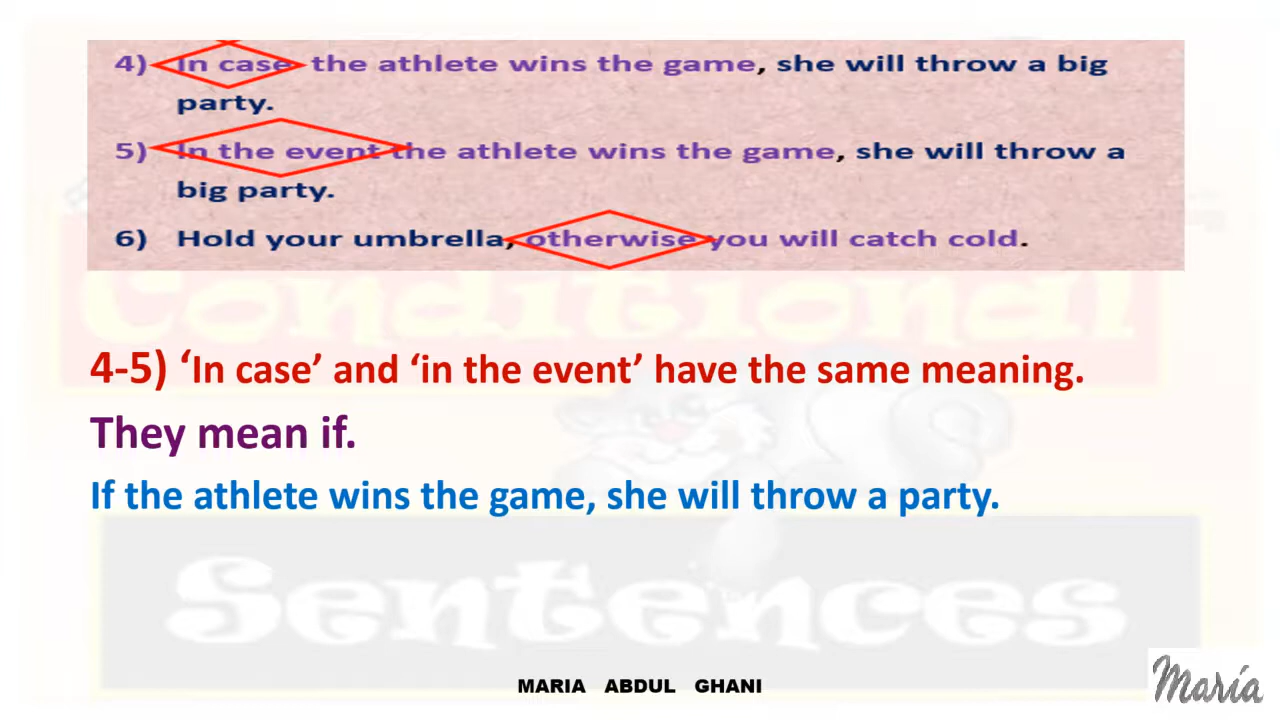 4) In case the athlete wins the game, she will throw a big
party.
5) In the event the athlete wins the game, she will throw a
big party.
6) Hold your umbrella, otherwise you will catch cold.
Conditional
4-5) ‘In case’ and ‘in the event’ have the same meaning.
They mean if.
If the athlete wins the game, she will throw a party.
Sentences
MARIA ABDUL GHANI
Maria